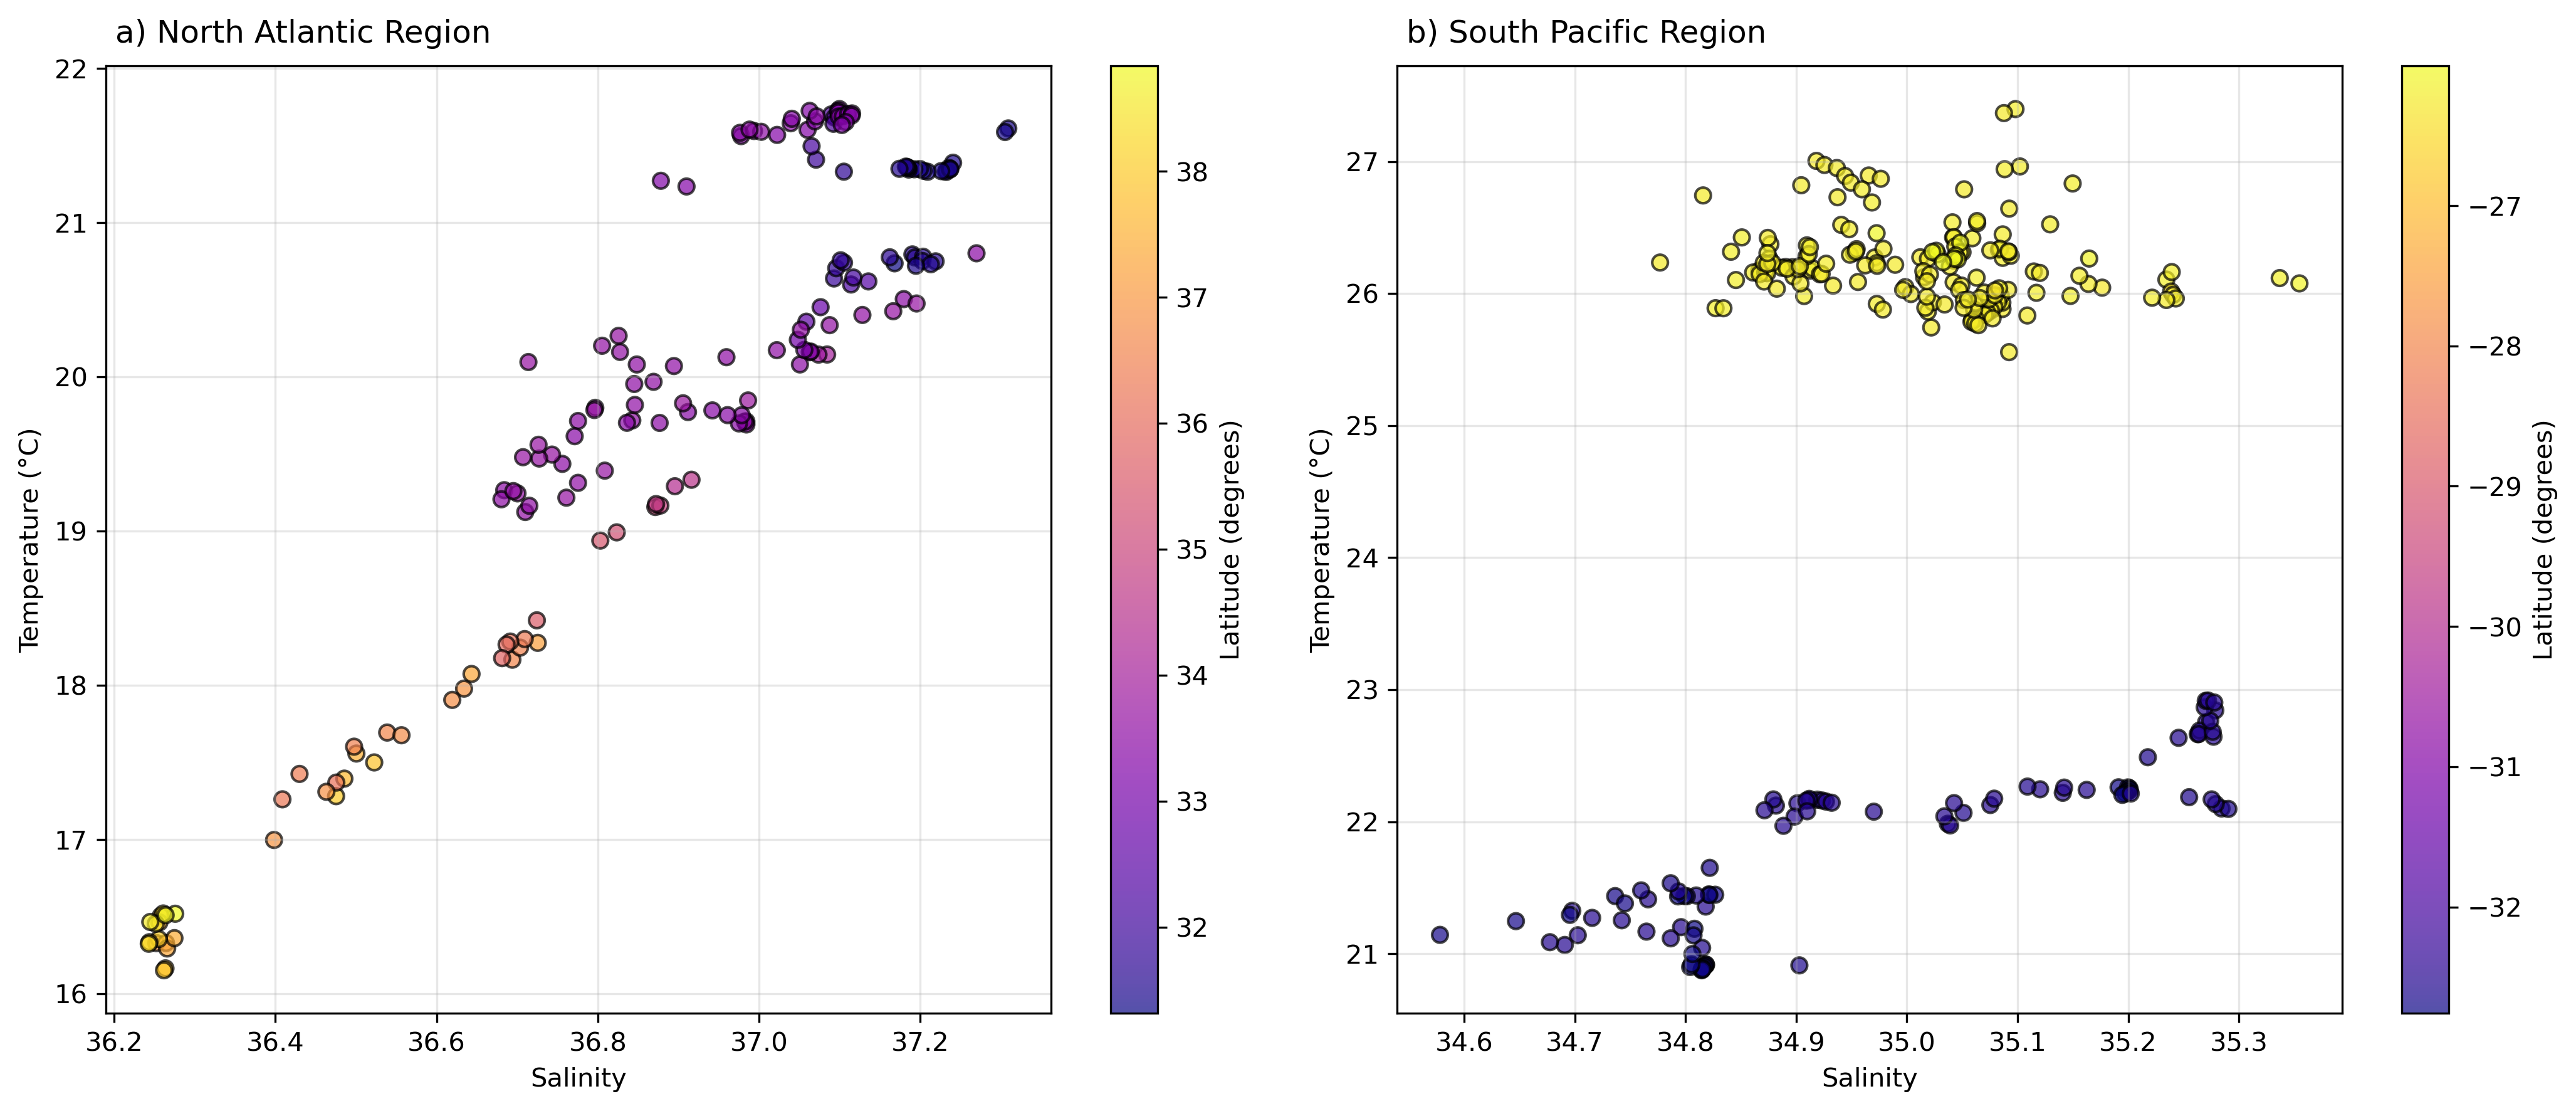 a) North Atlantic Region
22
21
20
19
18
17
16
Temperature (°C)
36.2 36.4 36.6 36.8 37.0 37.2
Salinity
38
37
36
35
34
33
32
Latitude (degrees)
b) South Pacific Region
27
26
25
24
23
22
21
Temperature (°C)
34.6 34.7 34.8 34.9 35.0 35.1 35.2 35.3
Salinity
−27
−28
−29
−30
−31
−32
Latitude (degrees)